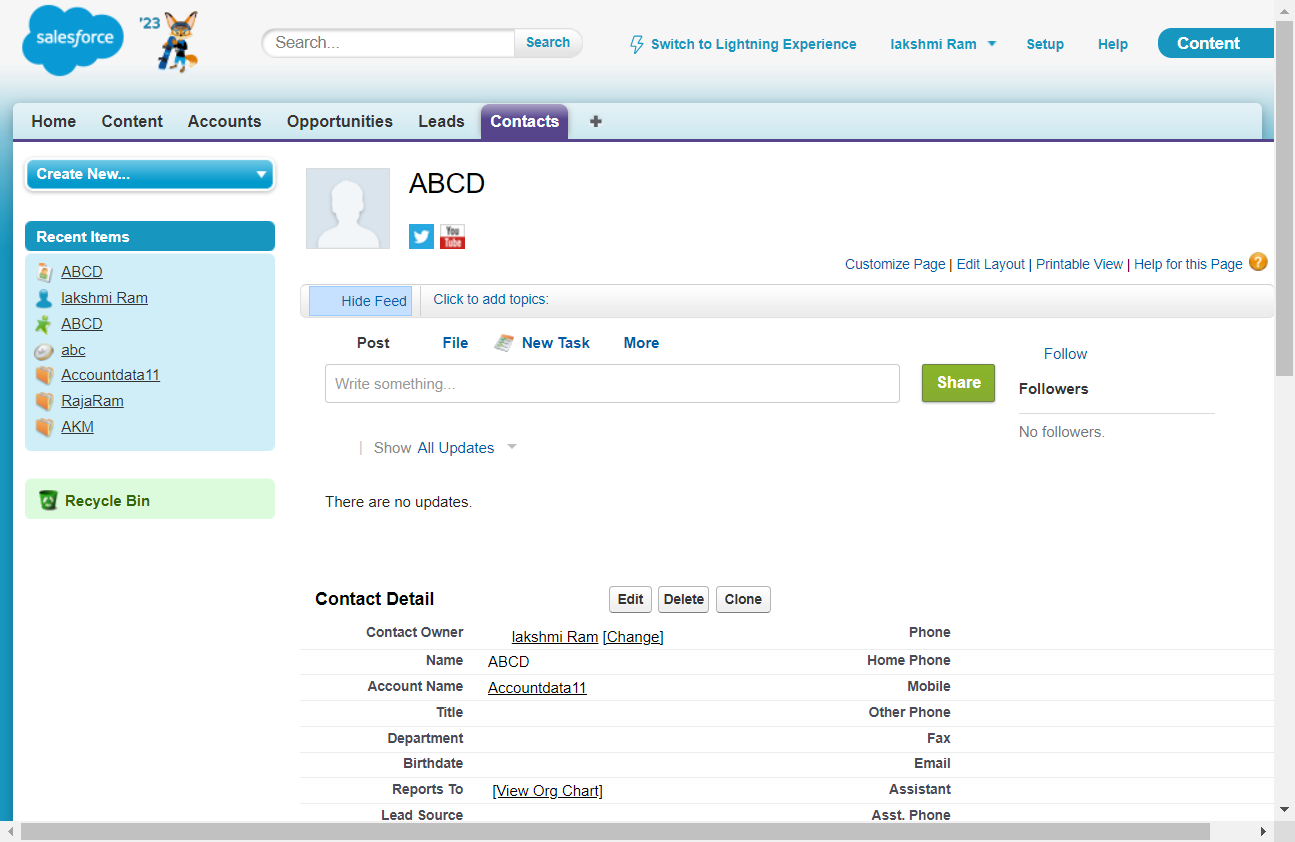 salesforce
'23
Search...
Search
Switch to Lightning Experience
lakshmi Ram
Setup
Help
Content
Home
Content
Accounts
Opportunities
Leads
Contacts
+
Create New...
Recent Items
ABCD
lakshmi Ram
ABCD
abc
Accountdata11
RajaRam
AKM
Recycle Bin
ABCD
You
Tube
Customize Page | Edit Layout | Printable View | Help for this Page ?
Hide Feed
Click to add topics:
Post
File
New Task
More
Write something...
Share
Follow
Followers
No followers.
| Show All Updates
There are no updates.
Contact Detail
Edit
Delete
Clone
Contact Owner lakshmi Ram [Change] Phone
Name ABCD Home Phone
Account Name Accountdata11 Mobile
Title Other Phone
Department Fax
Birthdate Email
Reports To [View Org Chart] Assistant
Lead Source Asst. Phone